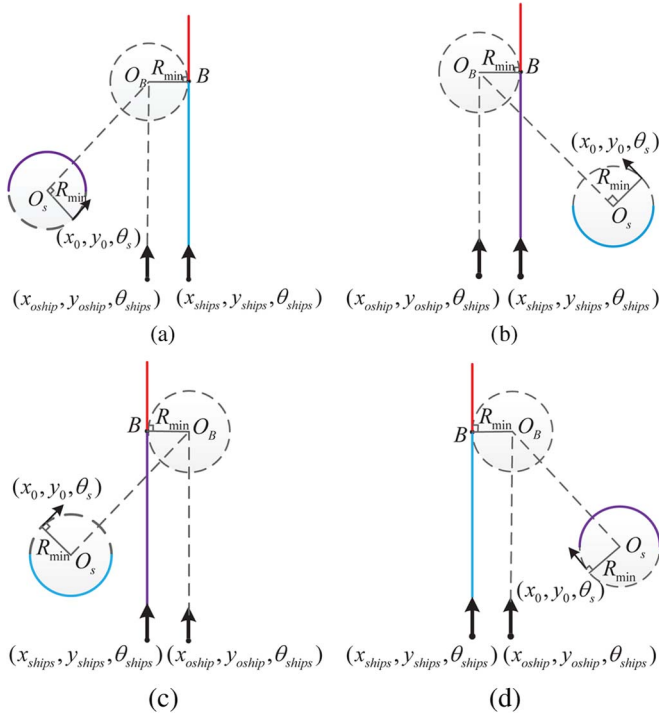 O_B R_min B
O_s R_min
(x_0, y_0, θ_s)
(x_oship, y_oship, θ_ships) (x_ships, y_ships, θ_ships)
(a)
O_B R_min B
(x_0, y_0, θ_s)
R_min
O_s
(x_oship, y_oship, θ_ships) (x_ships, y_ships, θ_ships)
(b)
B R_min O_B
(x_0, y_0, θ_s)
R_min O_s
(x_ships, y_ships, θ_ships) (x_oship, y_oship, θ_ships)
(c)
B R_min O_B
O_s
R_min
(x_0, y_0, θ_s)
(x_ships, y_ships, θ_ships) (x_oship, y_oship, θ_ships)
(d)